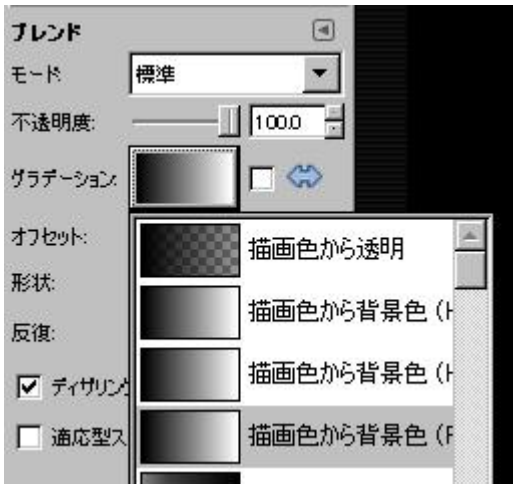 ブレンド
モード:
標準
不透明度:
100.0
グラデーション:
オフセット:
描画色から透明
形状:
描画色から背景色 (H
反復:
描画色から背景色 (H
ディザリング
適応型ス
描画色から背景色 (F